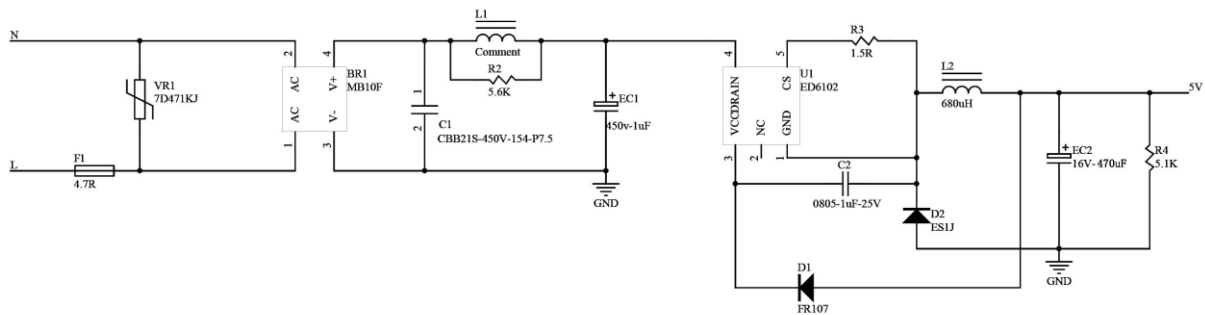 N
L
F1
4.7R
VR1
7D471KJ
2
1
AC
AC
BR1
MB10F
V+
V-
4
3
L1
Comment
R2
5.6K
1
2
C1
CBB21S-450V-154-P7.5
EC1
450v-1uF
GND
4
5
U1
ED6102
VCCDRAIN
NC
CS
GND
3
2
1
R3
1.5R
C2
0805-1uF-25V
D1
FR107
D2
ES1J
L2
680uH
5V
EC2
16V-470uF
R4
5.1K
GND